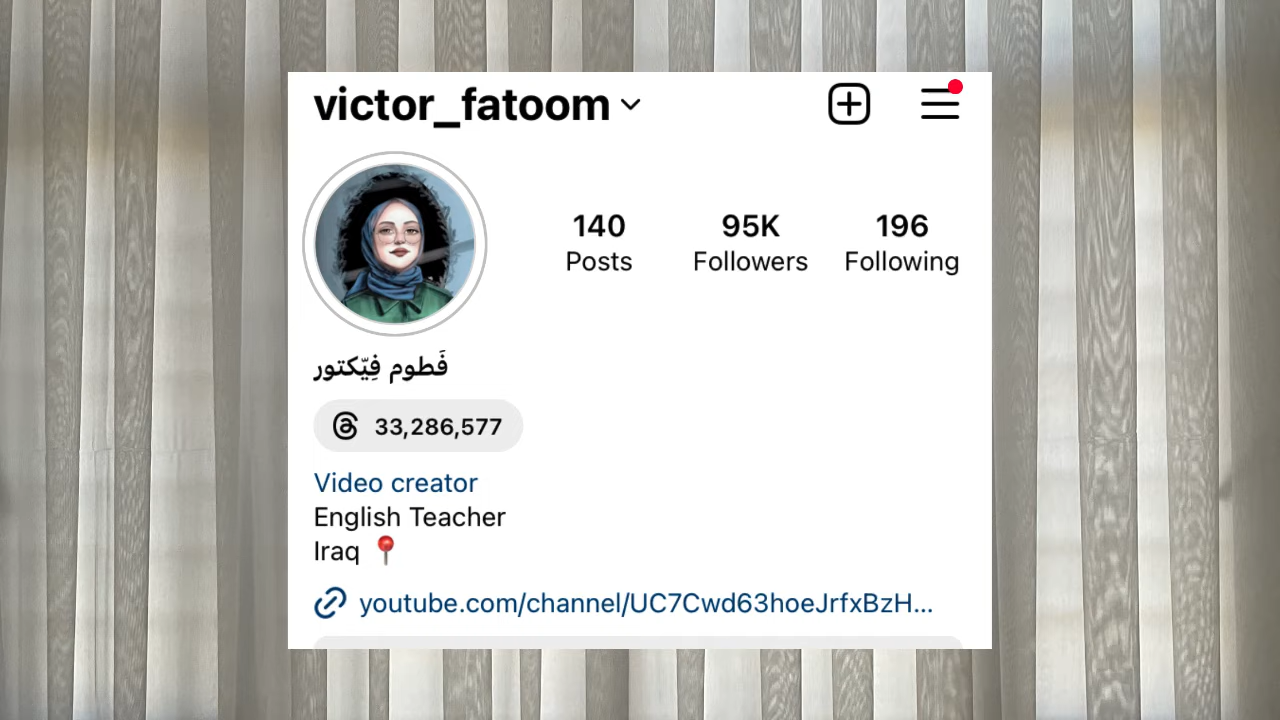 victor_fatoom
140 95K 196
Posts Followers Following
فَطوم فِيّكتور
33,286,577
Video creator
English Teacher
Iraq 📍
youtube.com/channel/UC7Cwd63hoeJrfxBzH...